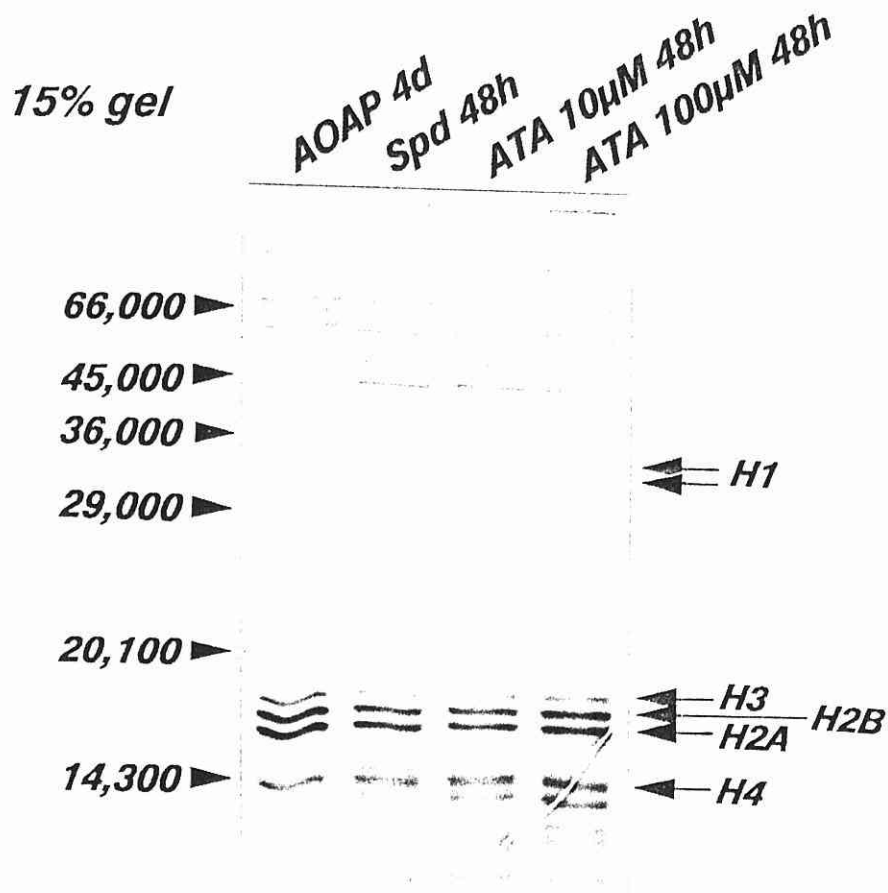 15% gel
AOAP 4d
Spd 48h
ATA 10µM 48h
ATA 100µM 48h
66,000
45,000
36,000
H1
29,000
20,100
H3
H2B
H2A
14,300
H4